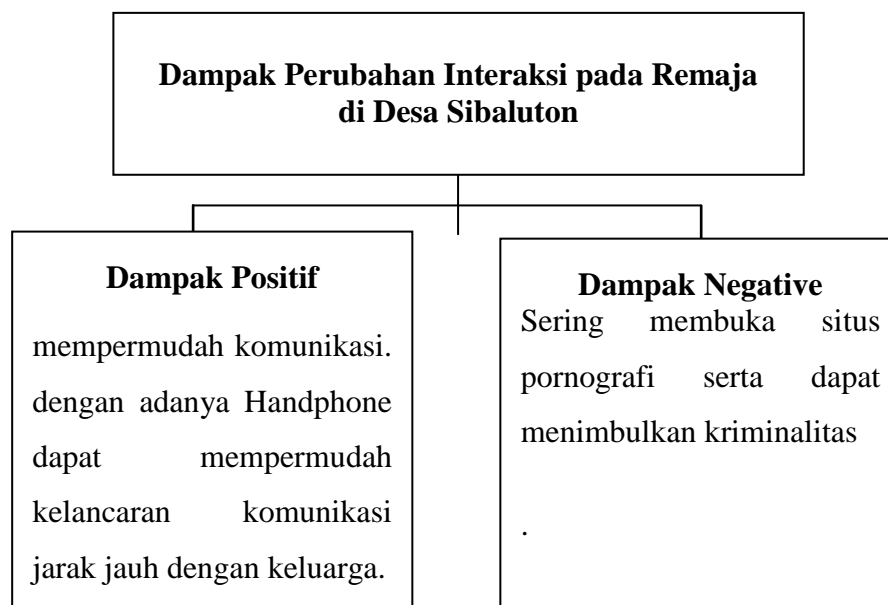 Dampak Perubahan Interaksi pada Remaja
di Desa Sibaluton
Dampak Positif
mempermudah komunikasi.
dengan adanya Handphone
dapat mempermudah
kelancaran komunikasi
jarak jauh dengan keluarga.
Dampak Negative
Sering membuka situs
pornografi serta dapat
menimbulkan kriminalitas
.